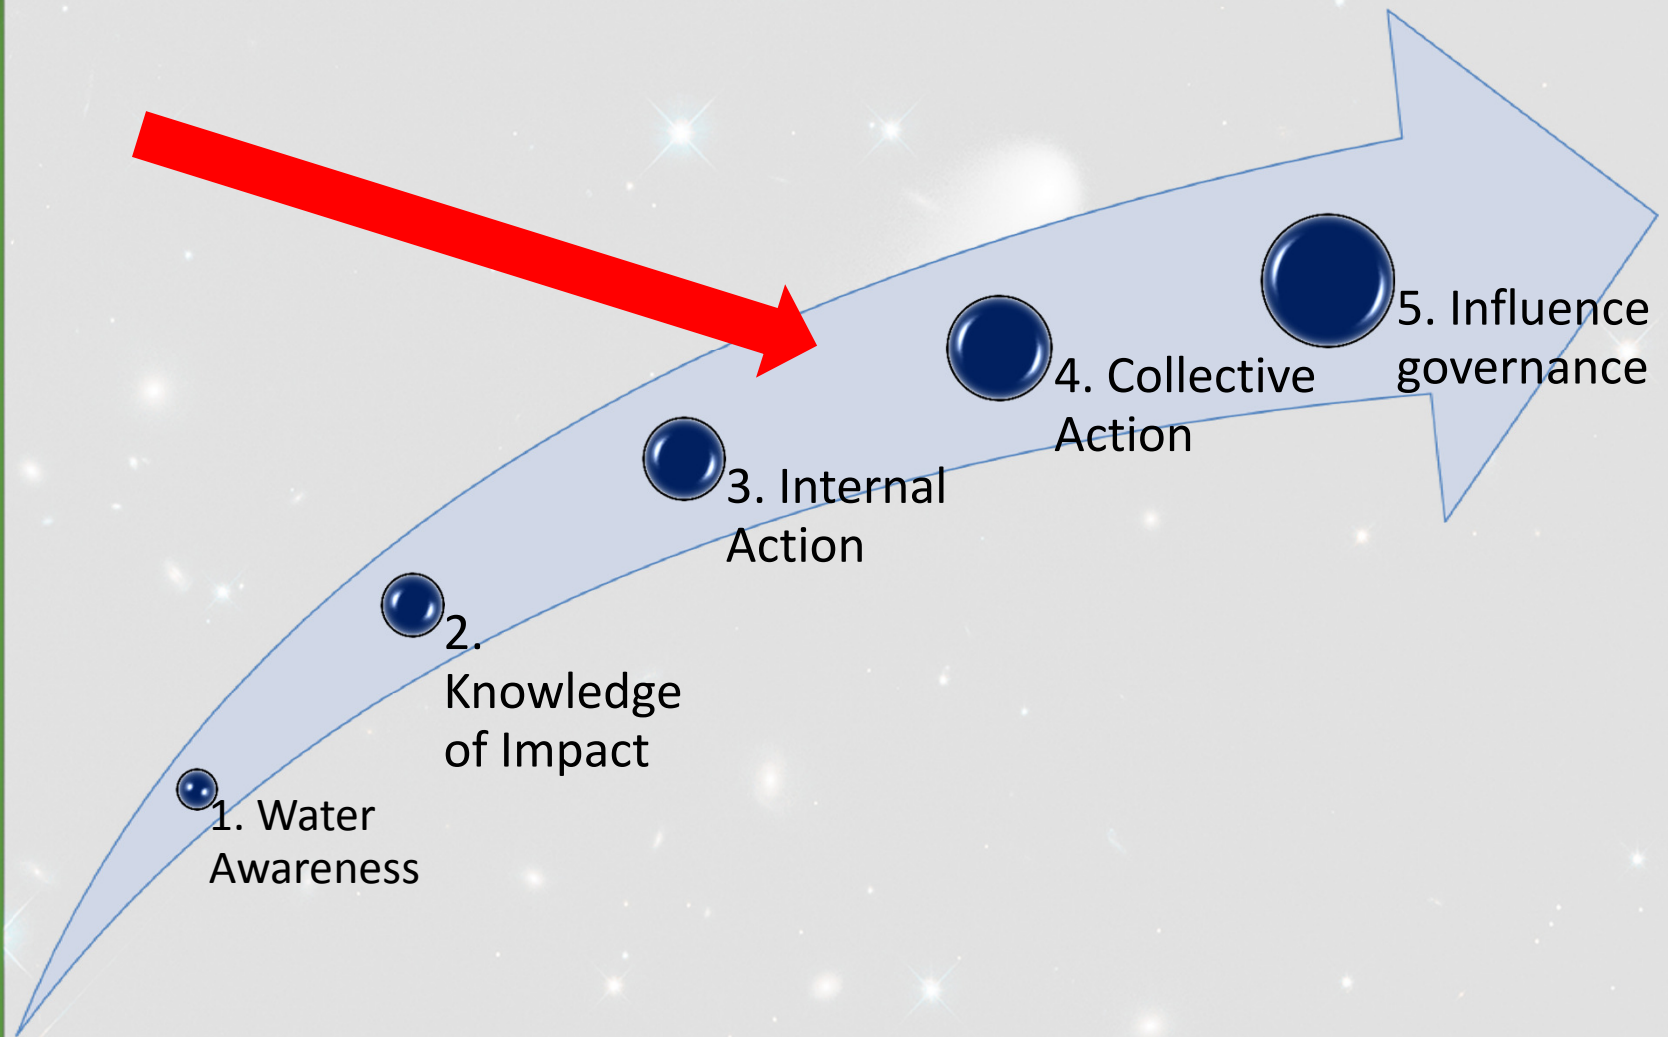 1. Water
Awareness
2.
Knowledge
of Impact
3. Internal
Action
4. Collective
Action
5. Influence
governance